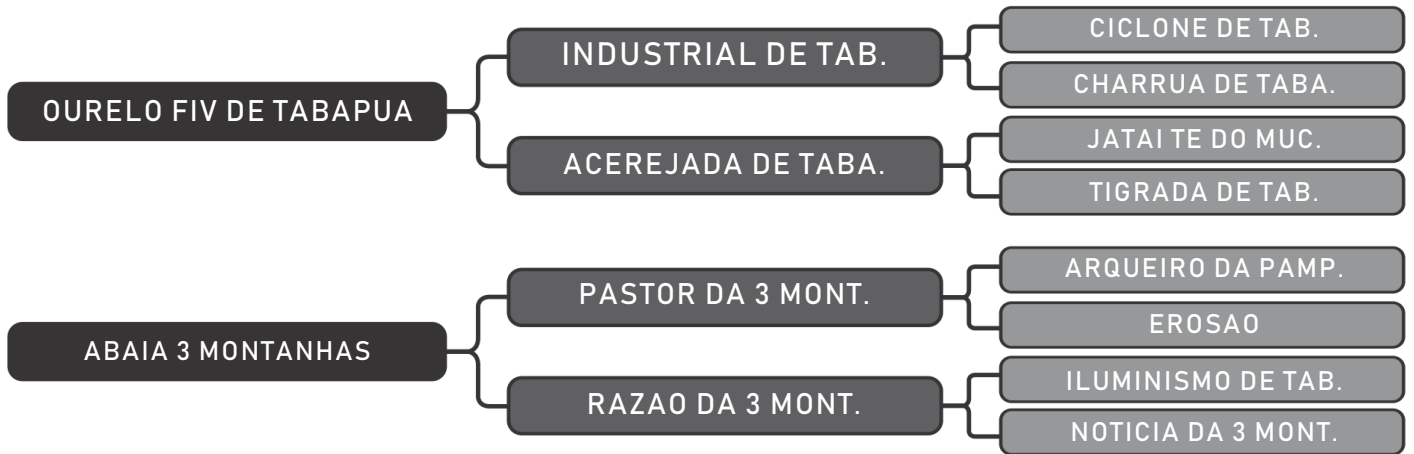 OURELO FIV DE TABAPUA
INDUSTRIAL DE TAB.
CICLONE DE TAB.
CHARRUA DE TABA.
ACEREJADA DE TABA.
JATAI TE DO MUC.
TIGRADA DE TAB.
ABAIA 3 MONTANHAS
PASTOR DA 3 MONT.
ARQUEIRO DA PAMP.
EROSAO
RAZAO DA 3 MONT.
ILUMINISMO DE TAB.
NOTICIA DA 3 MONT.